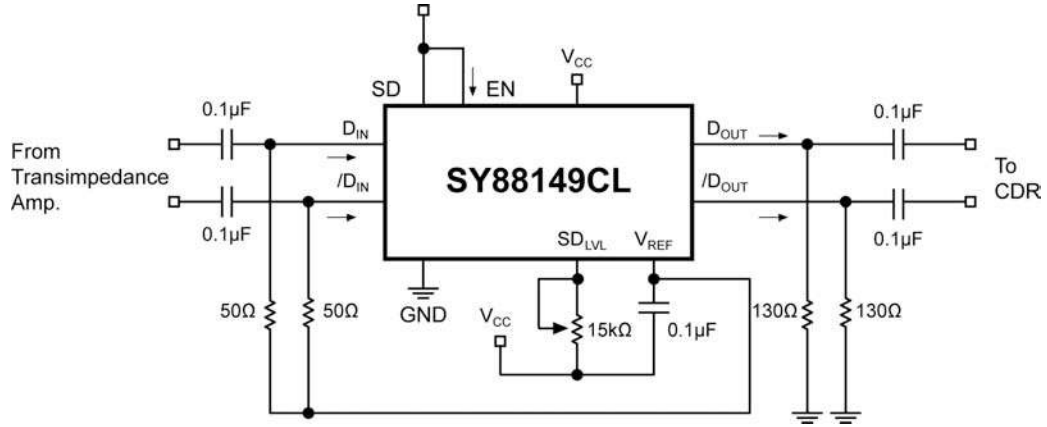 SD
EN
V_CC
0.1µF
D_IN
D_OUT
0.1µF
From
Transimpedance
Amp.
SY88149CL
To
CDR
/D_IN
/D_OUT
0.1µF
0.1µF
SD_LVL
V_REF
GND
50Ω
50Ω
V_CC
15kΩ
0.1µF
130Ω
130Ω